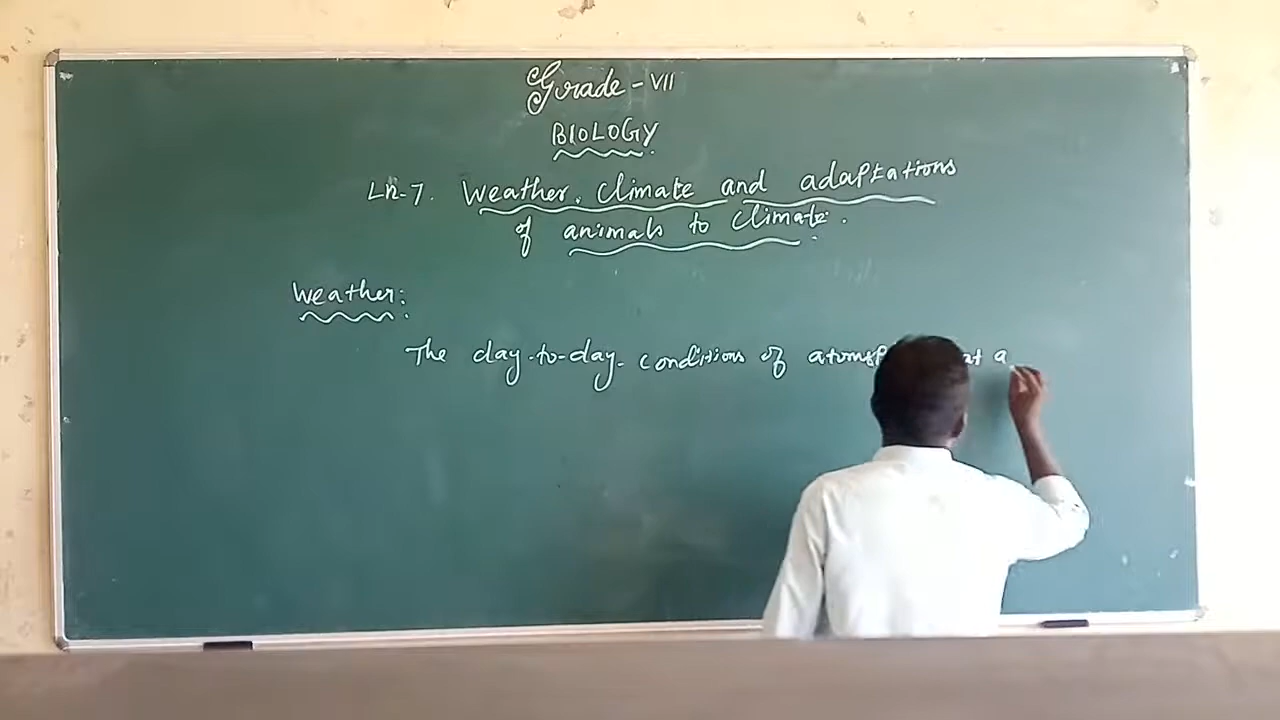 Grade - VII
BIOLOGY
Ln-7. Weather, Climate and adaptations
of animals to Climate.
Weather:
The day-to-day- conditions of at a